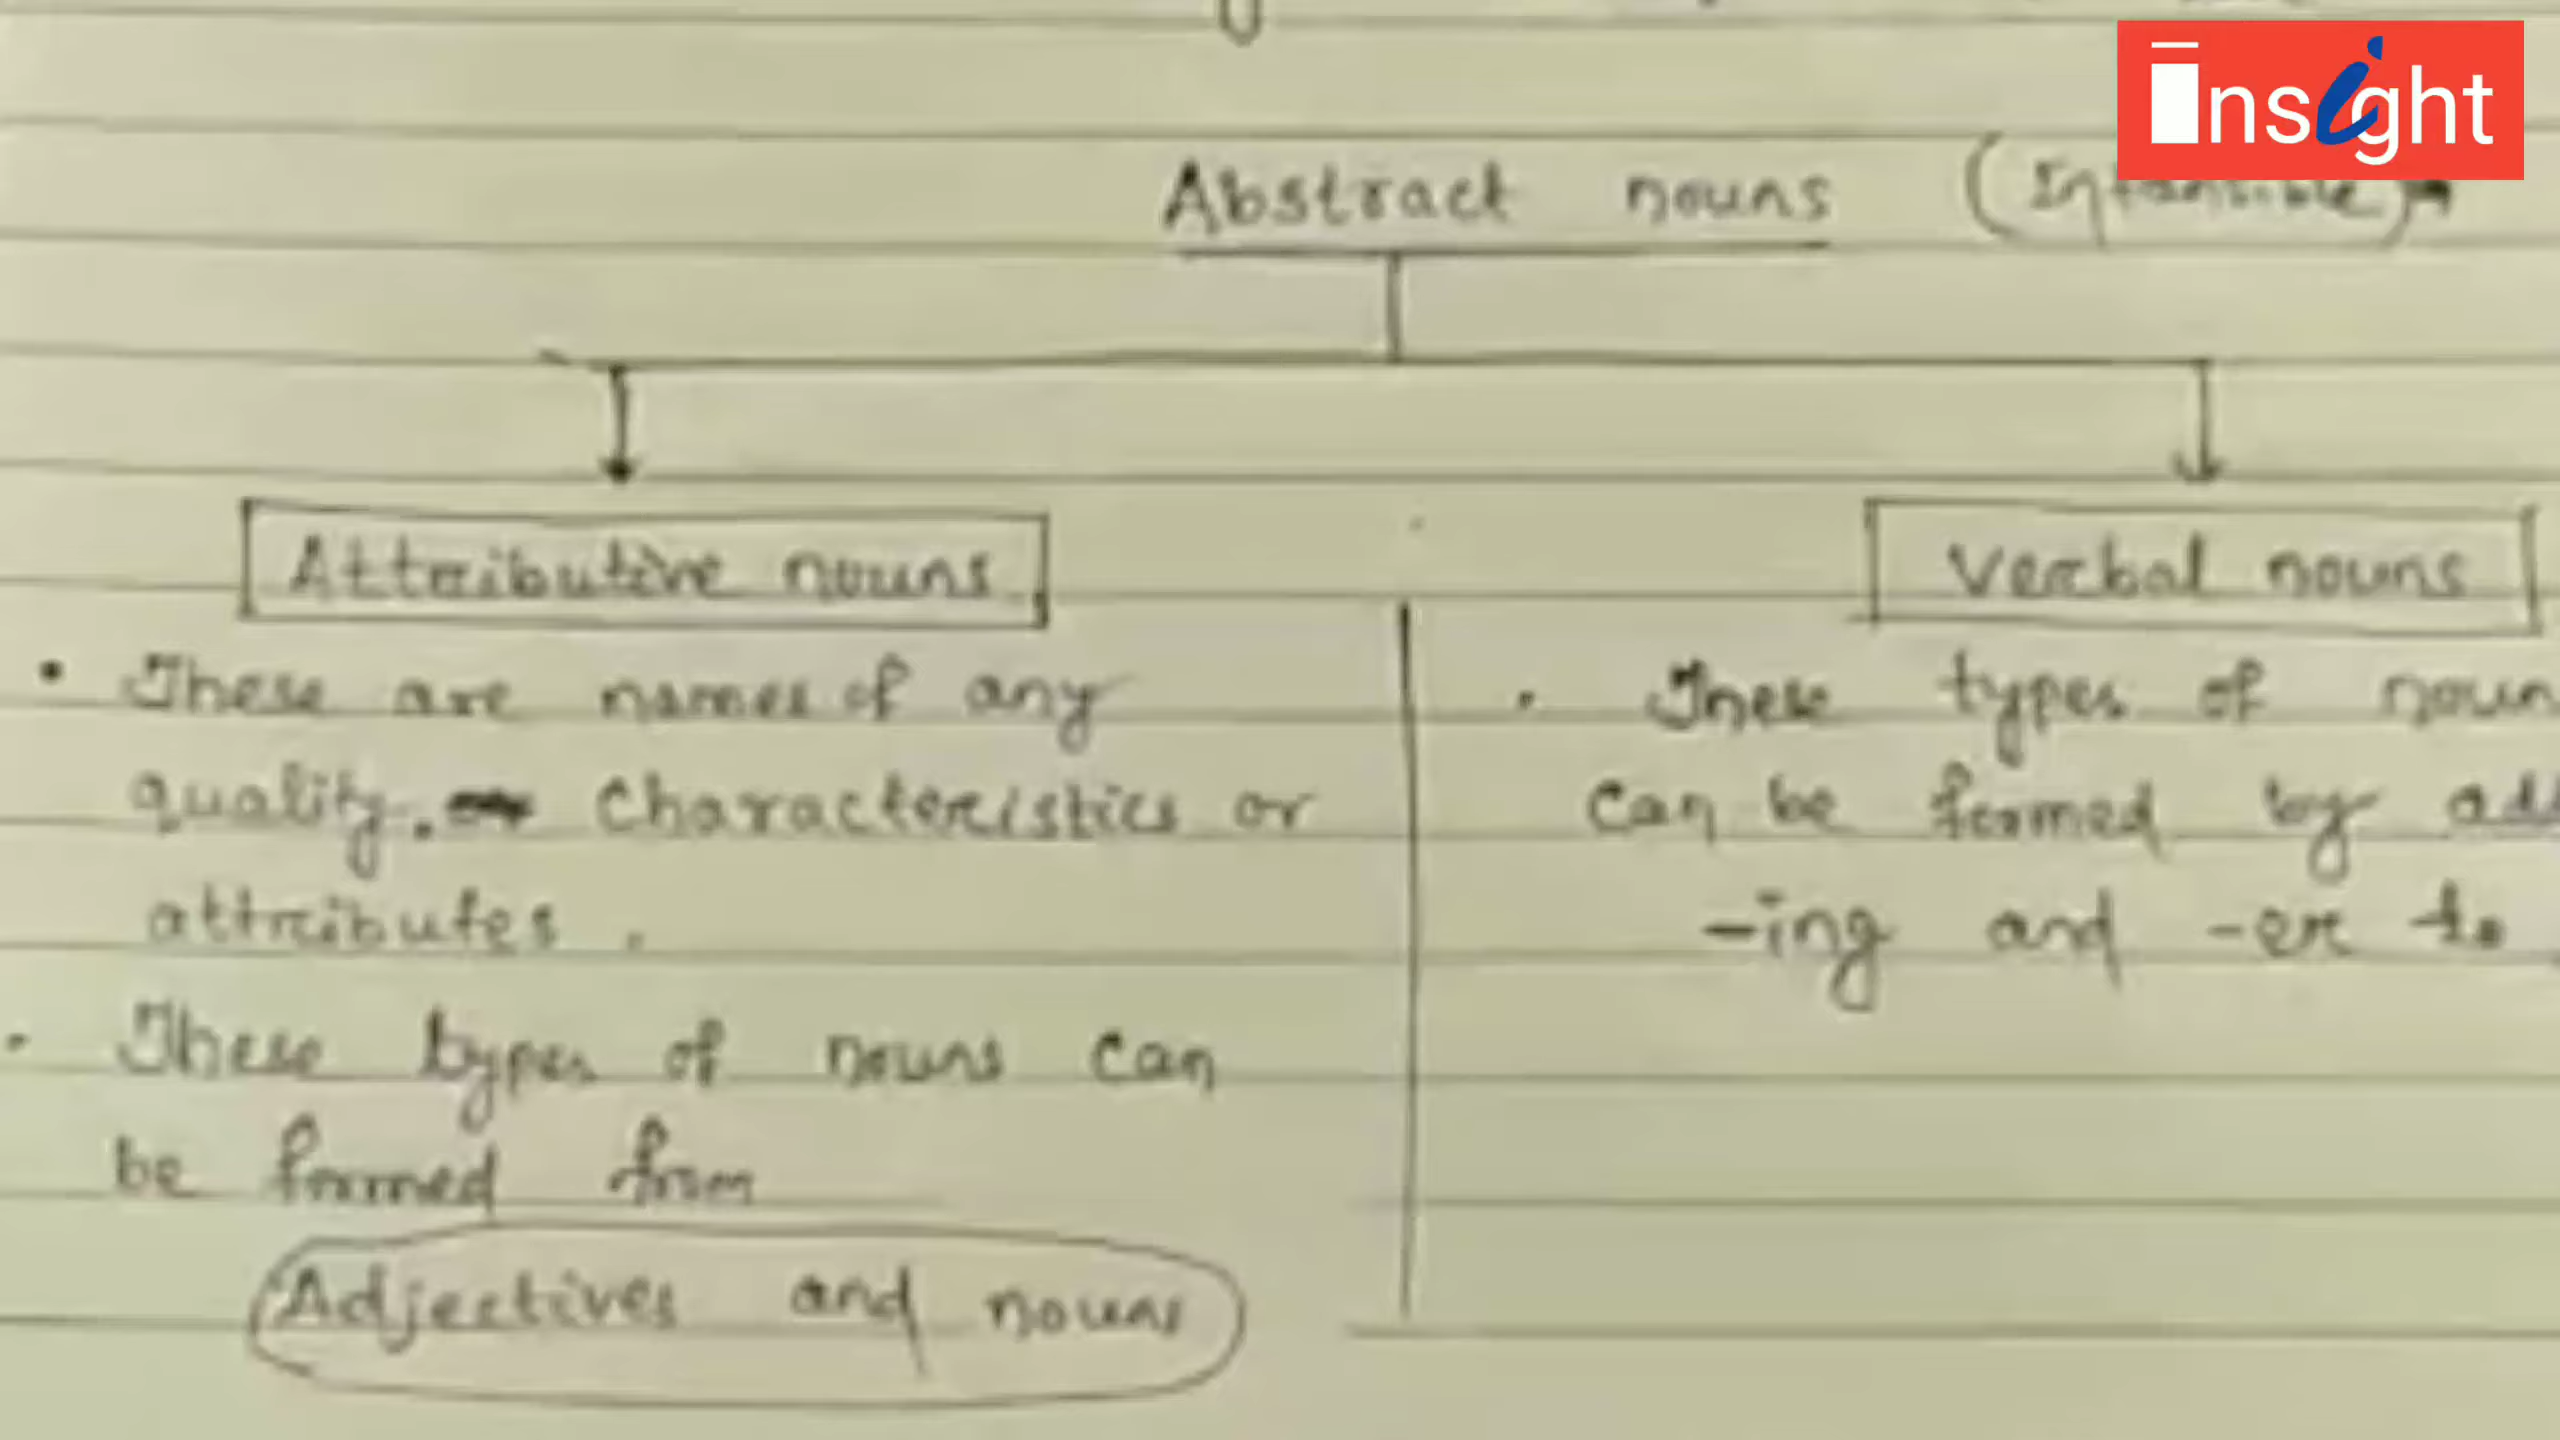 Insight
Abstract nouns
Attributive nouns
Verbal nouns
• These are names of any
quality. characteristics or
attributes.
• These types of nouns can
be formed from
Adjectives and nouns
• These types of noun
can be formed by
-ing and -er to